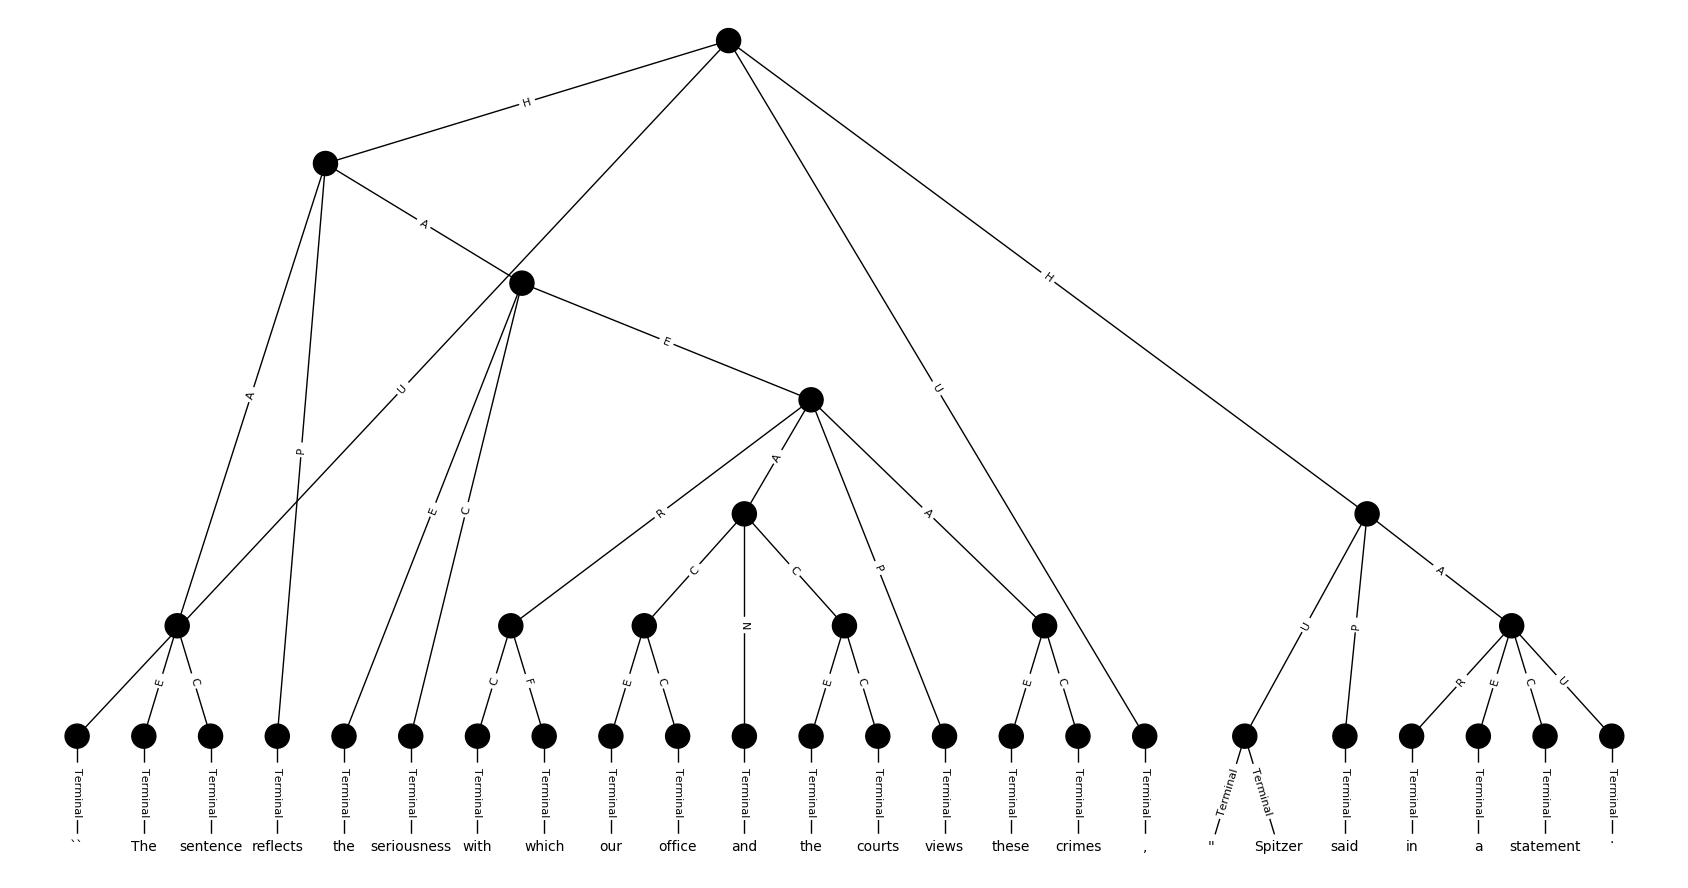 H
A
H
A
E
U
U
A
P
A
E
C
R
A
P
A
C
C
N
U
P
E
C
C
F
E
C
E
C
E
C
R
E
C
U
Terminal Terminal Terminal Terminal Terminal Terminal Terminal Terminal Terminal Terminal Terminal Terminal Terminal Terminal Terminal Terminal Terminal Terminal Terminal Terminal Terminal Terminal Terminal Terminal
`` The sentence reflects the seriousness with which our office and the courts views these crimes , " Spitzer said in a statement .